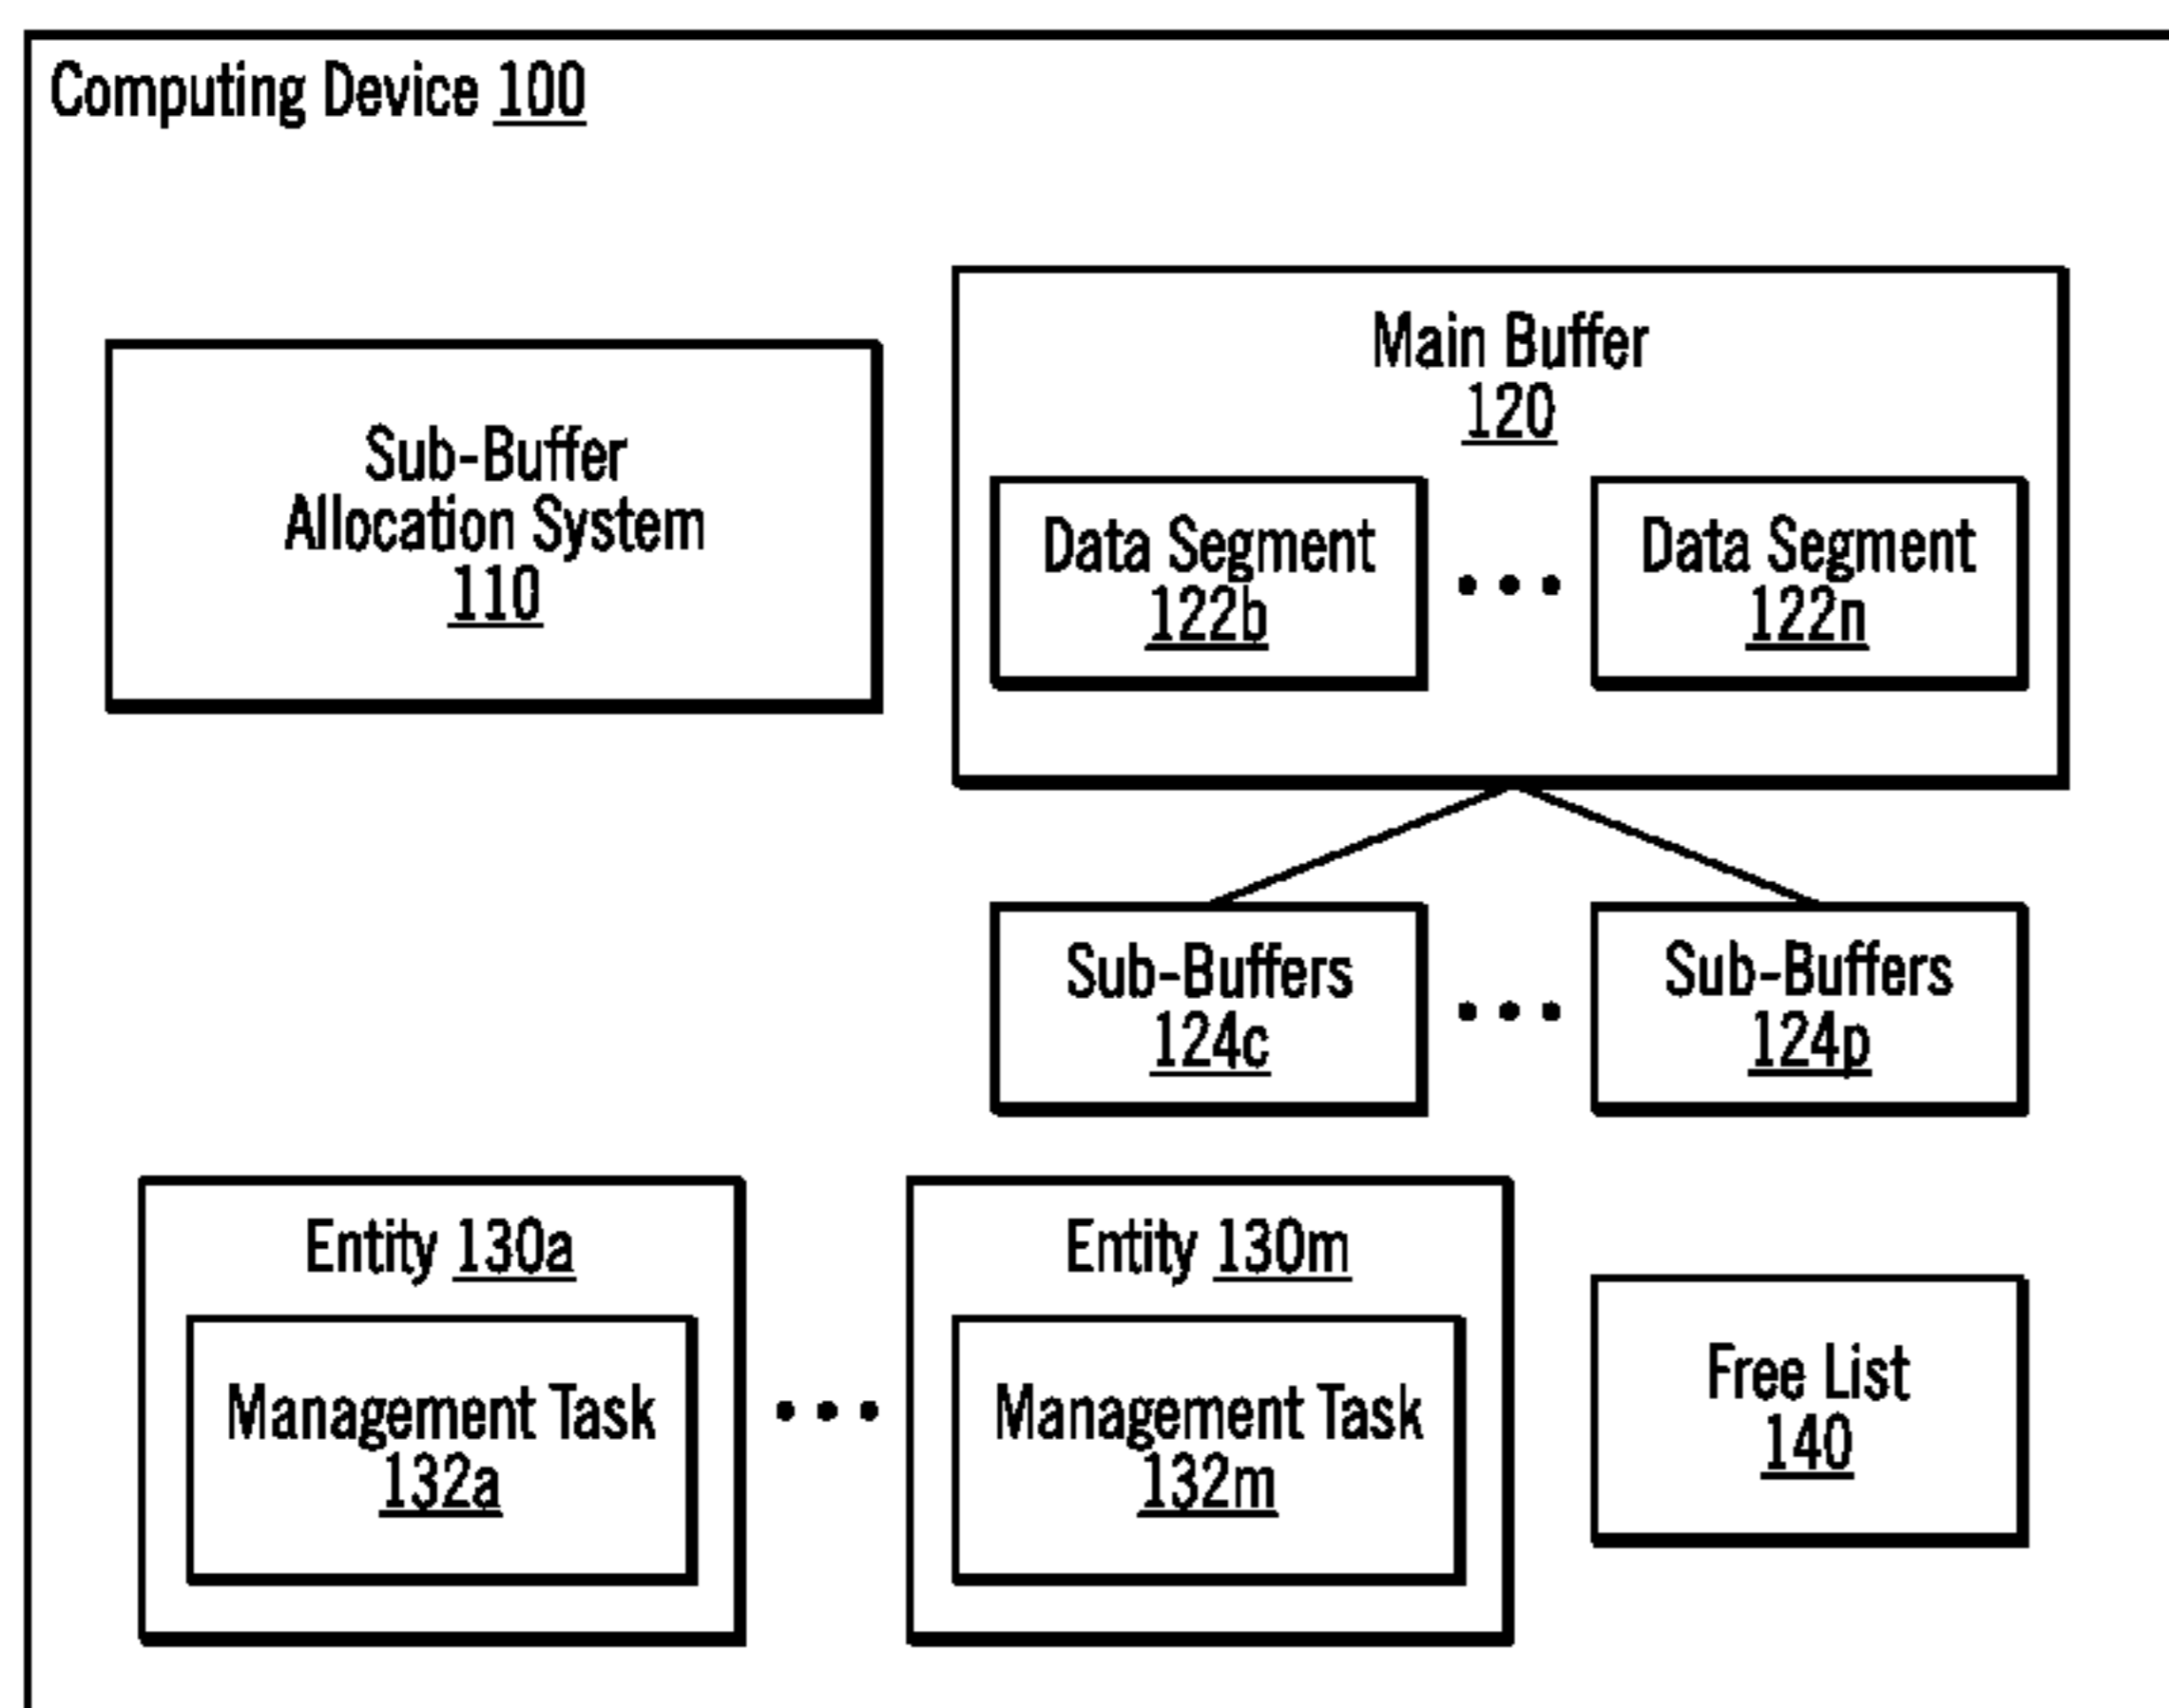 Computing Device 100
Main Buffer
120
Sub-Buffer
Allocation System
110
Data Segment
122b
Data Segment
122n
Sub-Buffers
124c
Sub-Buffers
124p
Entity 130a
Management Task
132a
Entity 130m
Management Task
132m
Free List
140